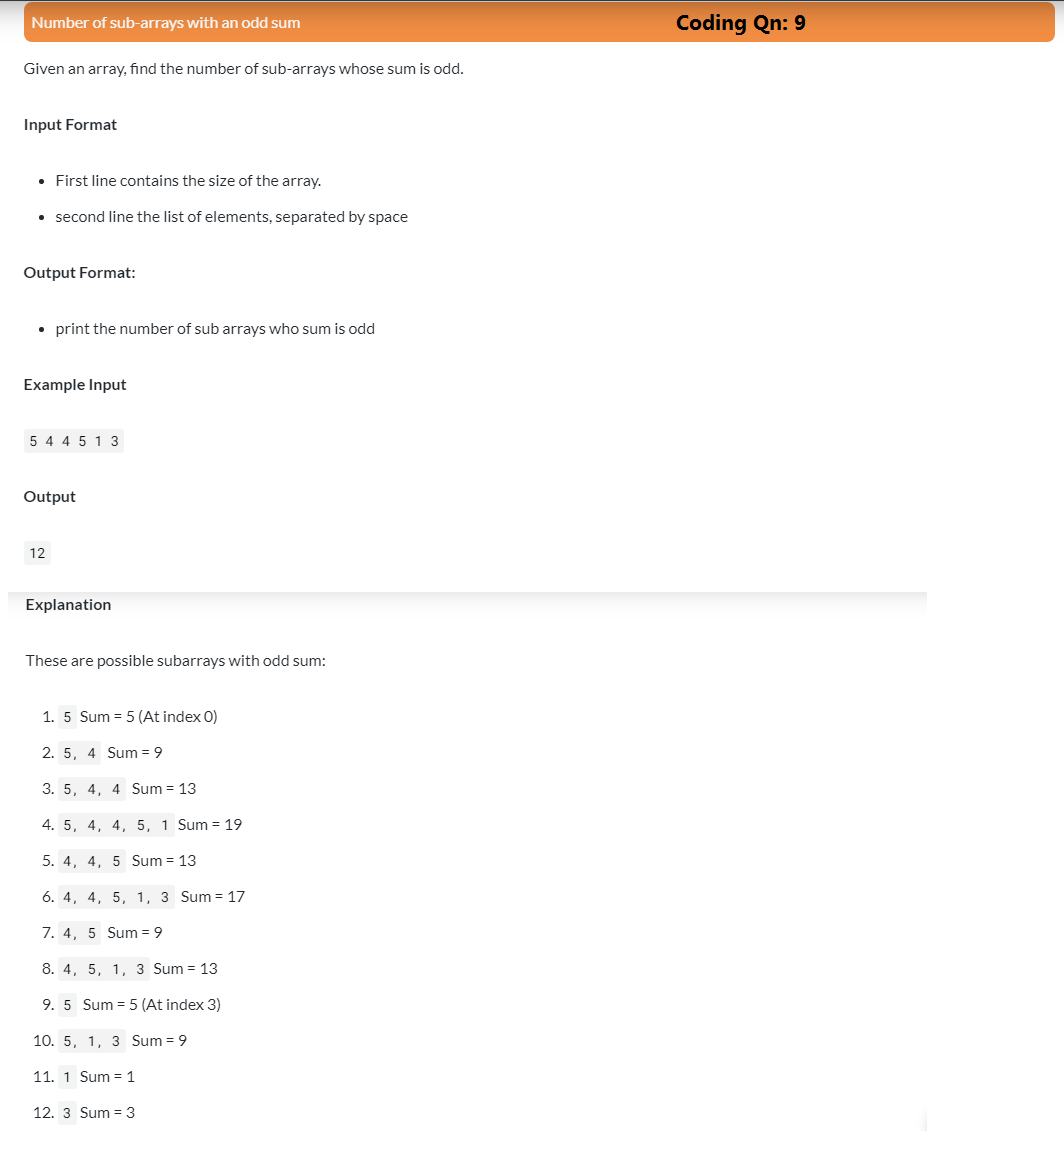 Number of sub-arrays with an odd sum
Coding Qn: 9
Given an array, find the number of sub-arrays whose sum is odd.
Input Format
• First line contains the size of the array.
• second line the list of elements, separated by space
Output Format:
• print the number of sub arrays who sum is odd
Example Input
5 4 4 5 1 3
Output
12
Explanation
These are possible subarrays with odd sum:
1. 5 Sum = 5 (At index 0)
2. 5, 4 Sum = 9
3. 5, 4, 4 Sum = 13
4. 5, 4, 4, 5, 1 Sum = 19
5. 4, 4, 5 Sum = 13
6. 4, 4, 5, 1, 3 Sum = 17
7. 4, 5 Sum = 9
8. 4, 5, 1, 3 Sum = 13
9. 5 Sum = 5 (At index 3)
10. 5, 1, 3 Sum = 9
11. 1 Sum = 1
12. 3 Sum = 3